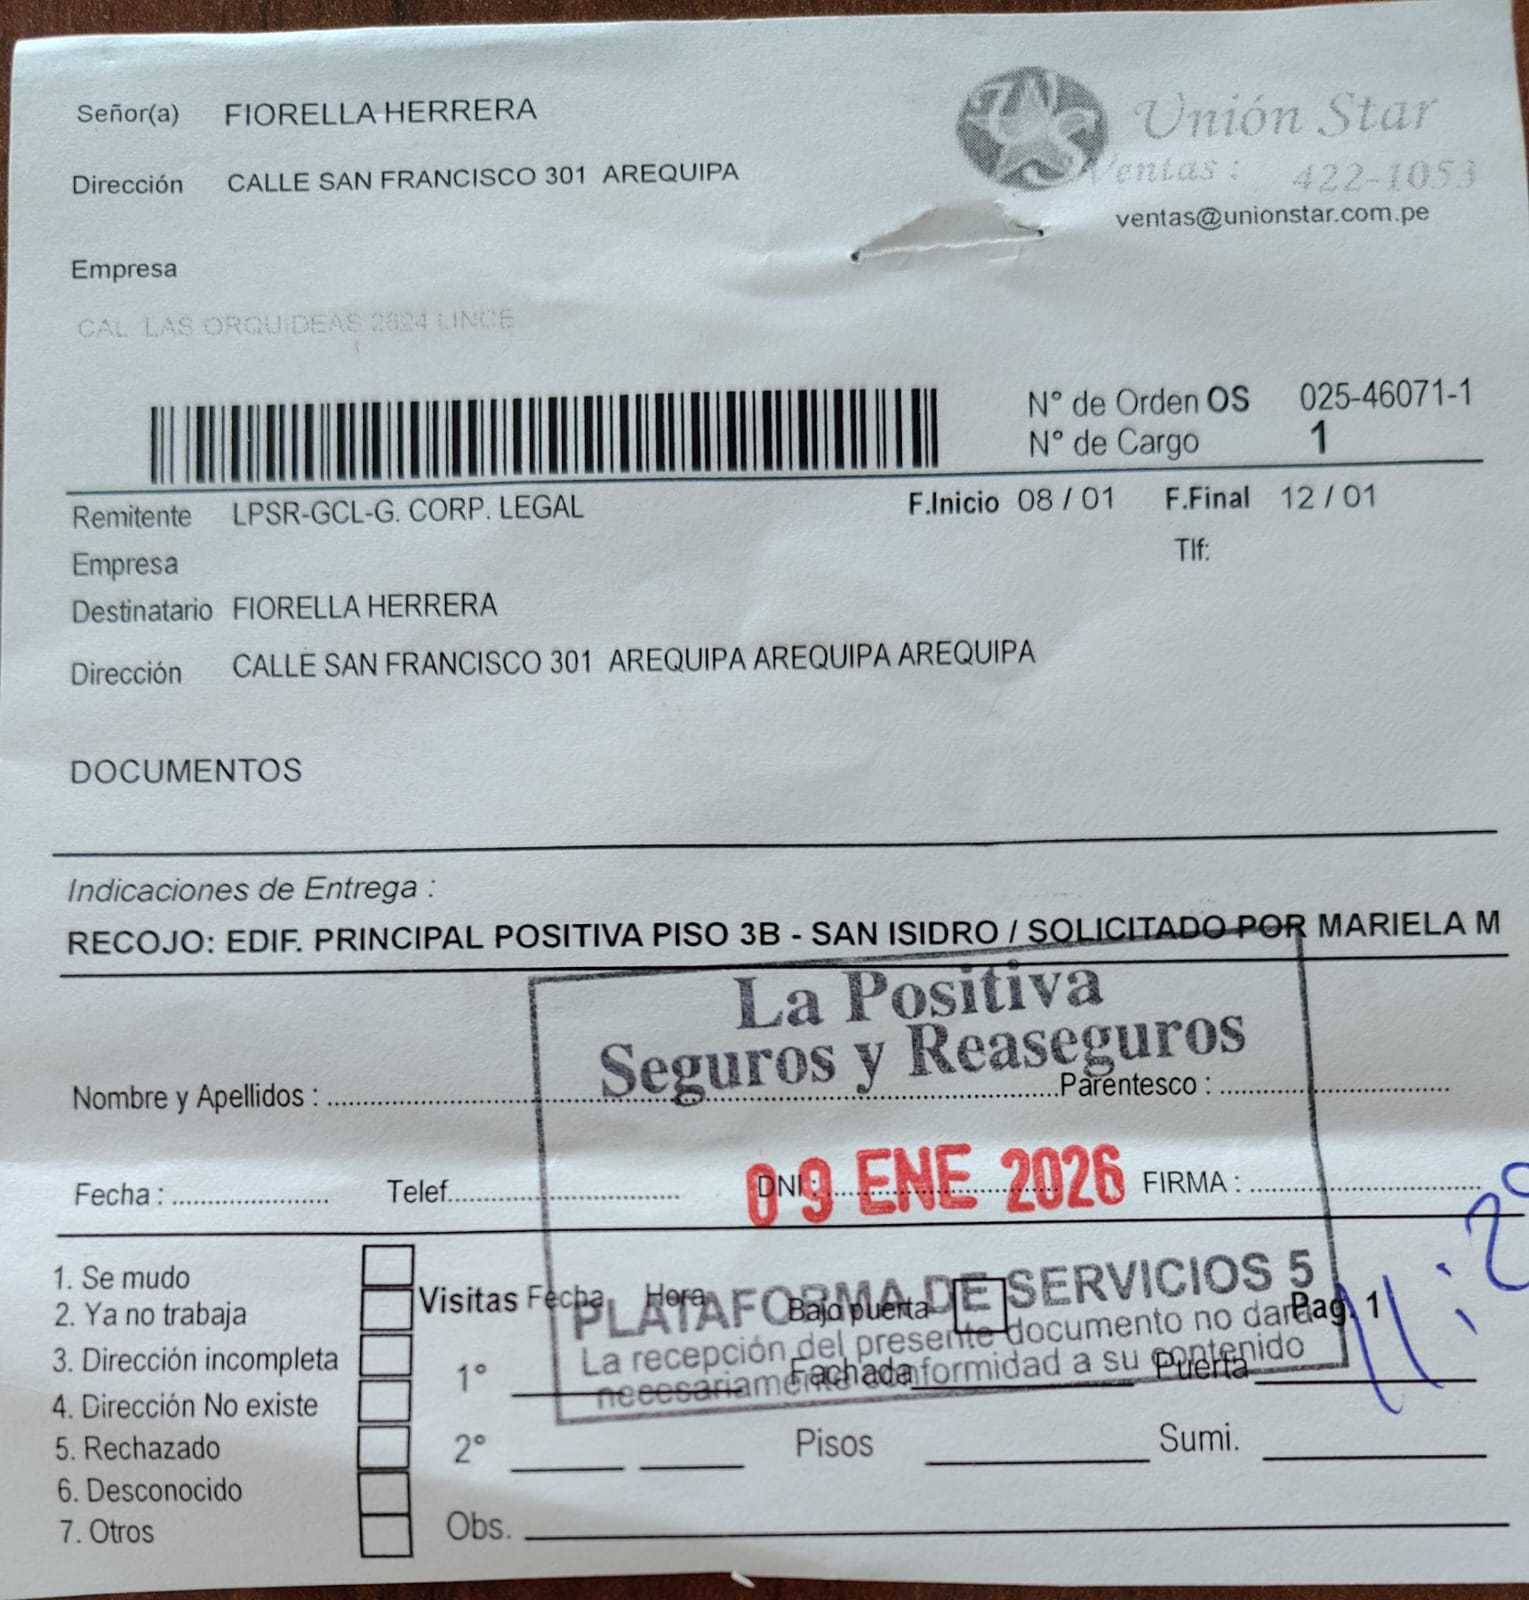 Señor(a) FIORELLA HERRERA
Unión Star
Dirección CALLE SAN FRANCISCO 301 AREQUIPA
Ventas : 422-1053
ventas@unionstar.com.pe
Empresa
CAL LAS ORQUIDEAS 2624 LINCE
N° de Orden OS 025-46071-1
N° de Cargo 1
Remitente LPSR-GCL-G. CORP. LEGAL F.Inicio 08 / 01 F.Final 12 / 01
Empresa Tlf:
Destinatario FIORELLA HERRERA
Dirección CALLE SAN FRANCISCO 301 AREQUIPA AREQUIPA AREQUIPA
DOCUMENTOS
Indicaciones de Entrega :
RECOJO: EDIF. PRINCIPAL POSITIVA PISO 3B - SAN ISIDRO / SOLICITADO POR MARIELA M
La Positiva
Seguros y Reaseguros
Nombre y Apellidos : Parentesco :
09 ENE 2026
Fecha : Telef. DNI : FIRMA :
PLATAFORMA DE SERVICIOS 5
La recepción del presente documento no dara
necesariamente conformidad a su contenido
1. Se mudo
2. Ya no trabaja
3. Dirección incompleta
4. Dirección No existe
5. Rechazado
6. Desconocido
7. Otros
Visitas Fecha Hora Bajo puerta Pag. 1
1° Fachada Puerta
2° Pisos Sumi.
Obs.